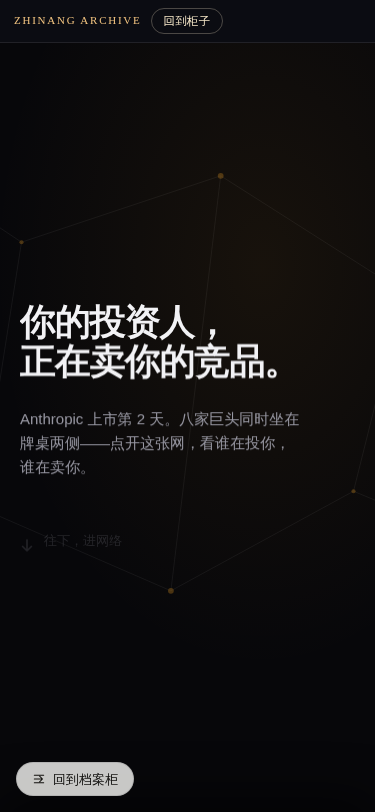 ZHINANG ARCHIVE
回到柜子
你的投资人，
正在卖你的竞品。
Anthropic 上市第 2 天。八家巨头同时坐在
牌桌两侧——点开这张网，看谁在投你，
谁在卖你。
往下，进网络
回到档案柜